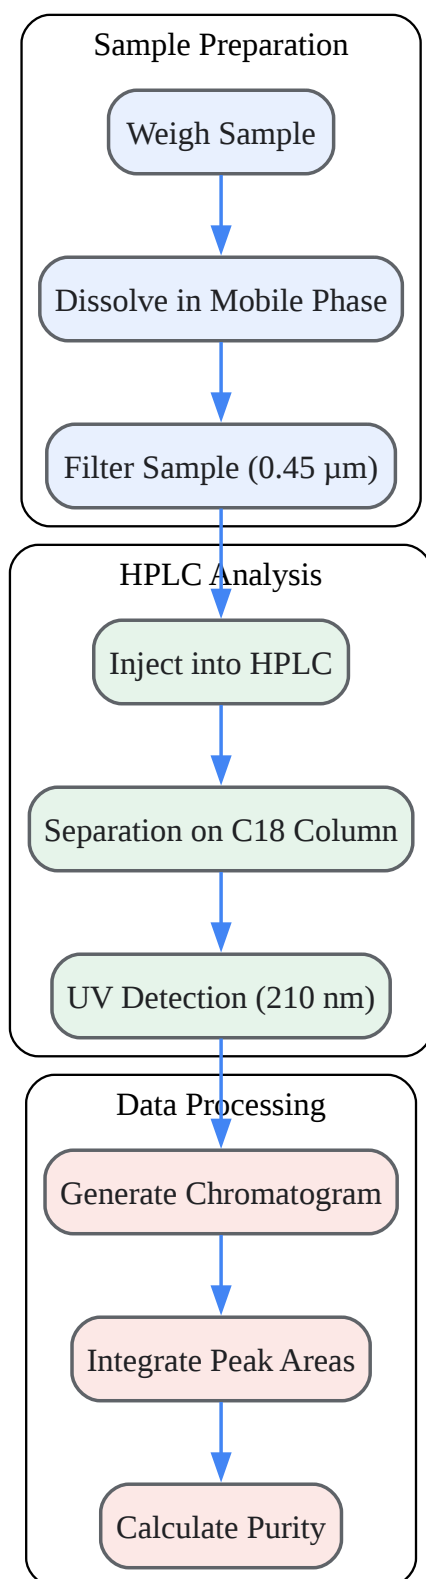 Sample Preparation
Weigh Sample
Dissolve in Mobile Phase
Filter Sample (0.45 µm)
HPLC Analysis
Inject into HPLC
Separation on C18 Column
UV Detection (210 nm)
Data Processing
Generate Chromatogram
Integrate Peak Areas
Calculate Purity